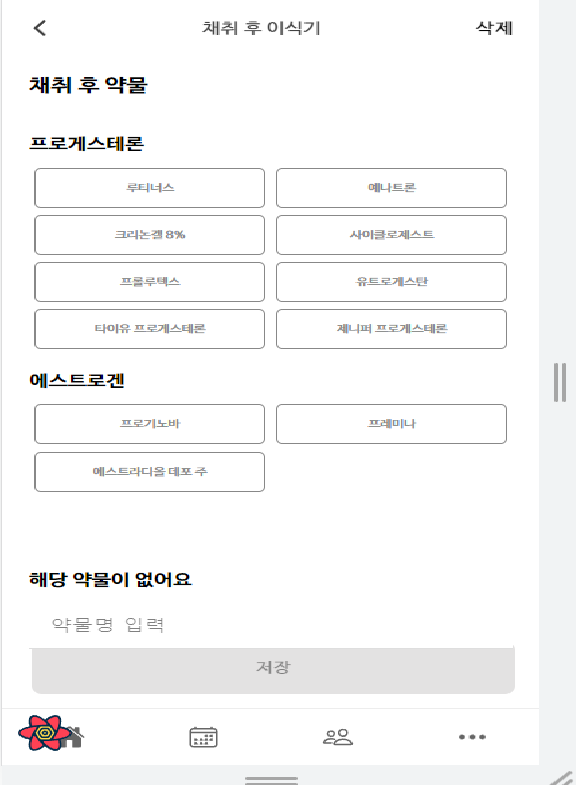 채취 후 이식기 삭제
채취 후 약물
프로게스테론
루티너스 예나트론
크리논겔 8% 사이클로제스트
프롤루텍스 유트로게스탄
타이유 프로게스테론 제니퍼 프로게스테론
에스트로겐
프로기노바 프레미나
에스트라디올 데포 주
해당 약물이 없어요
약물명 입력
저장